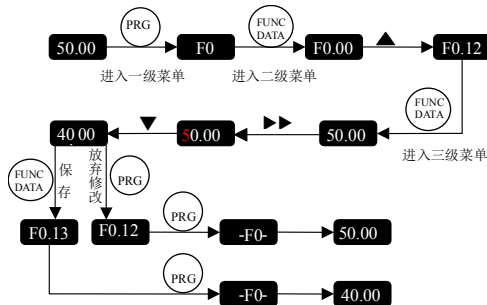 PRG
FUNC
DATA
50.00
F0
F0.00
F0.12
进入一级菜单
进入二级菜单
FUNC
DATA
进入三级菜单
40 00
50.00
50.00
FUNC
DATA
保存
放弃修改
PRG
PRG
F0.13
F0.12
-F0-
50.00
PRG
-F0-
40.00